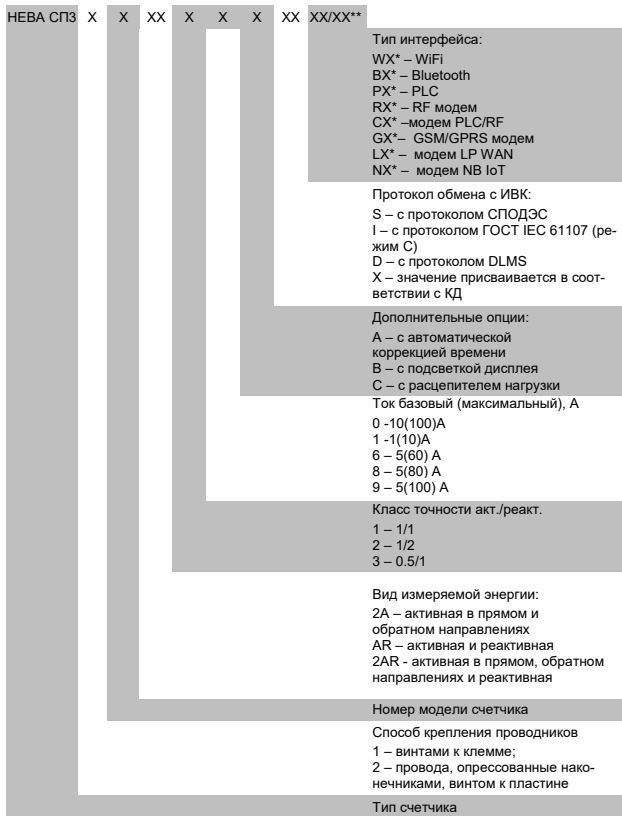 НЕВА СП3 X X XX X X X XX XX/XX**
Тип интерфейса:
WX* – WiFi
BX* – Bluetooth
PX* – PLC
RX* – RF модем
CX* –модем PLC/RF
GX*– GSM/GPRS модем
LX* – модем LP WAN
NX* – модем NB IoT
Протокол обмена с ИВК:
S – с протоколом СПОДЭС
I – с протоколом ГОСТ IEC 61107 (ре-
жим С)
D – с протоколом DLMS
X – значение присваивается в соот-
ветствии с КД
Дополнительные опции:
A – с автоматической
коррекцией времени
B – с подсветкой дисплея
C – с расцепителем нагрузки
Ток базовый (максимальный), А
0 -10(100)А
1 -1(10)А
6 – 5(60) А
8 – 5(80) А
9 – 5(100) А
Класс точности акт./реакт.
1 – 1/1
2 – 1/2
3 – 0.5/1
Вид измеряемой энергии:
2A – активная в прямом и
обратном направлениях
AR – активная и реактивная
2AR - активная в прямом, обратном
направлениях и реактивная
Номер модели счетчика
Способ крепления проводников
1 – винтами к клемме;
2 – провода, опрессованные нако-
нечниками, винтом к пластине
Тип счетчика